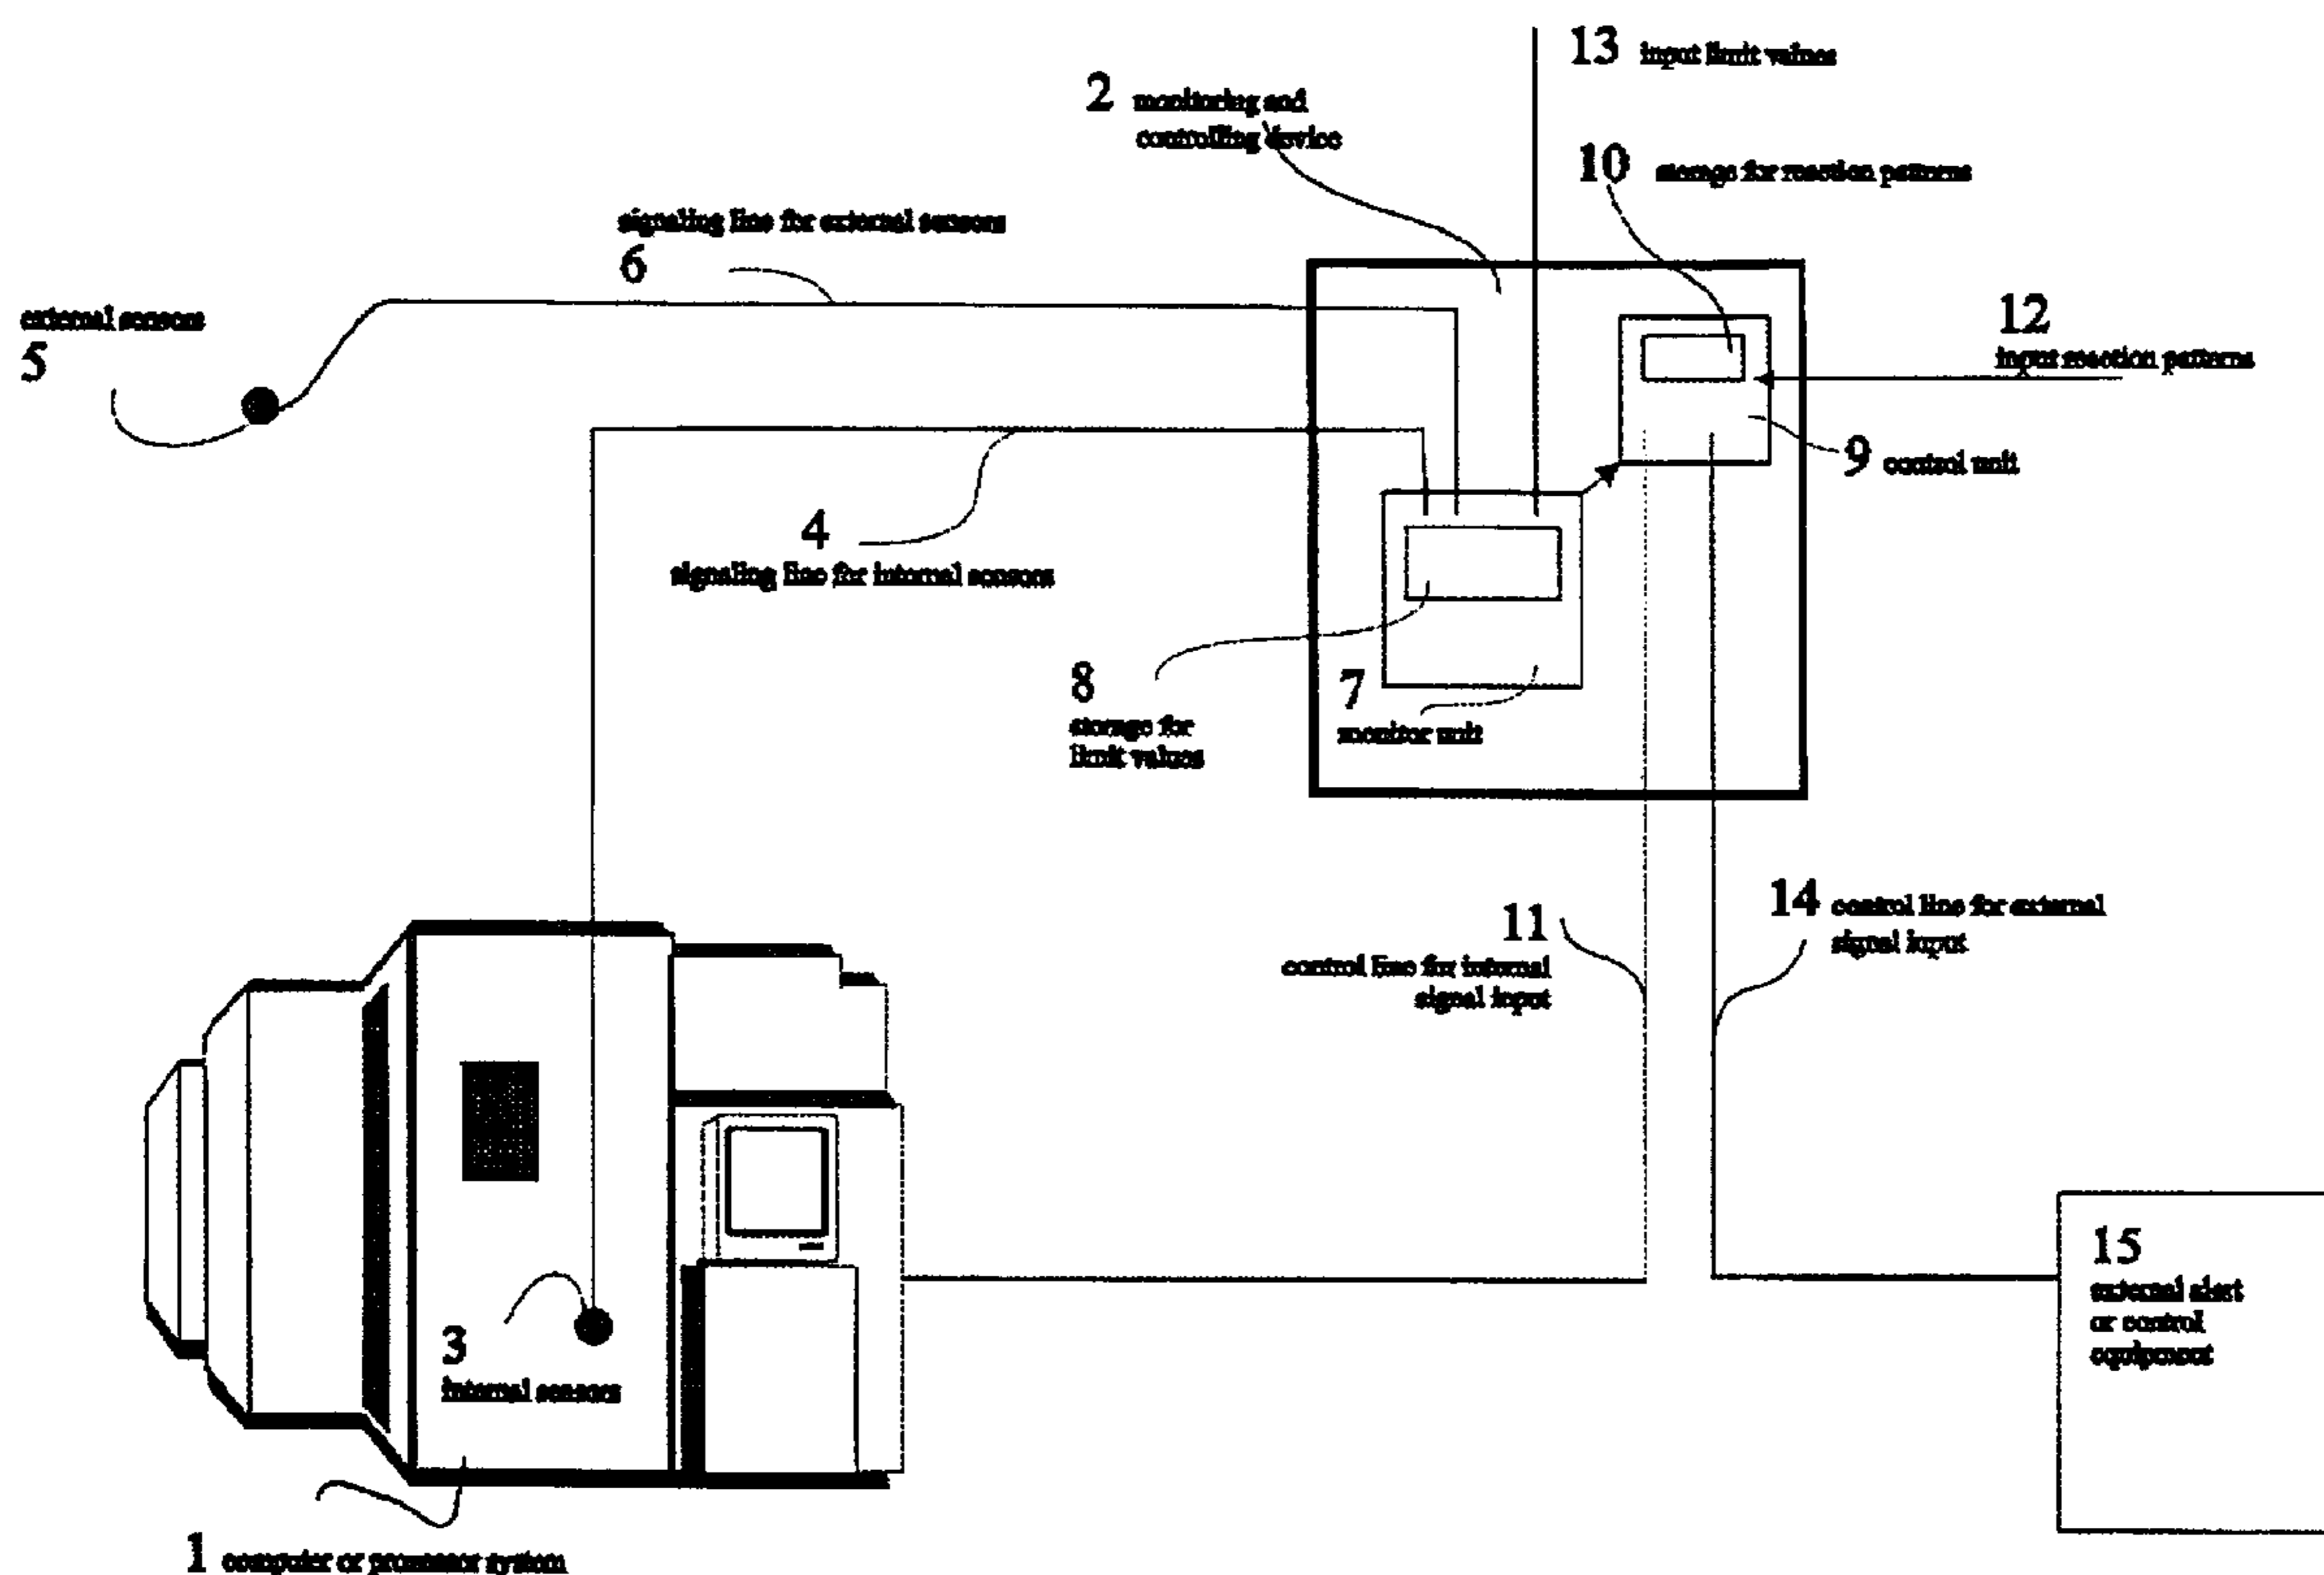 13 input limit values
2 monitoring and
controlling device
10 storage for reaction patterns
signaling line for external sensors
6
external sensors
5
12
input reaction patterns
9 control unit
4
signaling line for internal sensors
8
storage for
limit values
7
monitor unit
14 control line for external
signal input
11
control line for internal
signal input
15
external alert
or control
equipment
3
internal sensors
1 computer or processor system